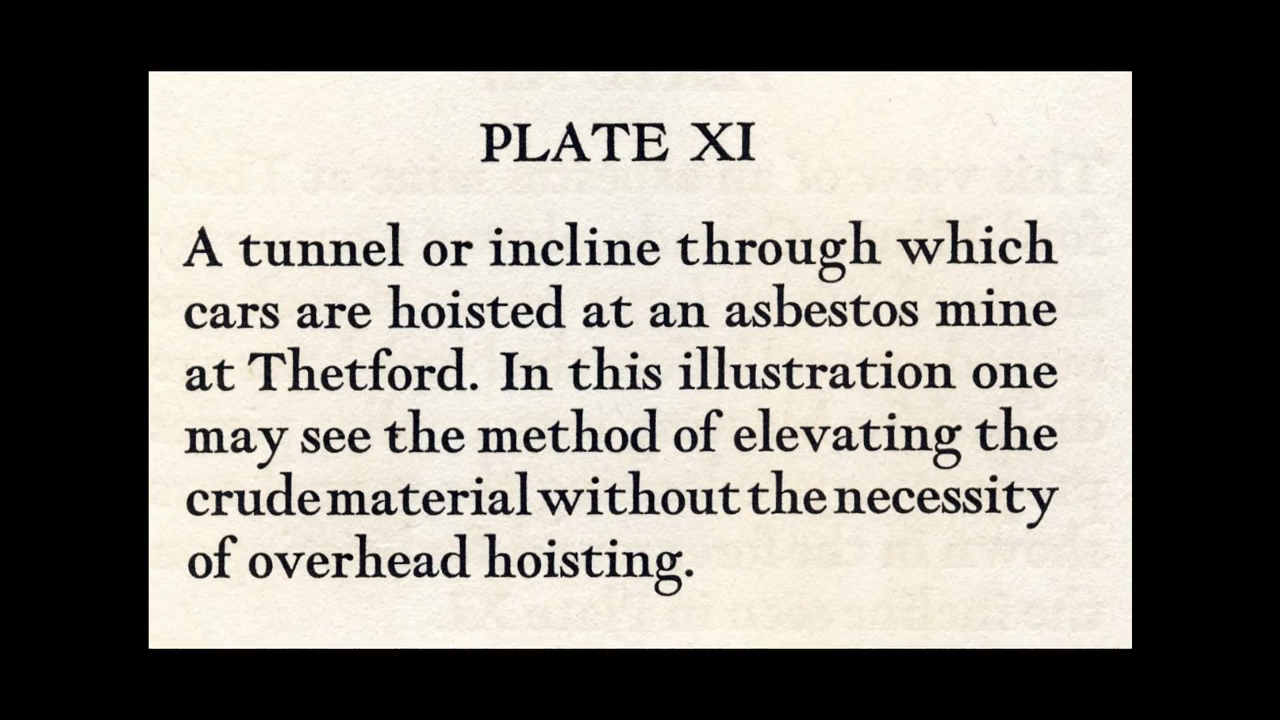 PLATE XI
A tunnel or incline through which
cars are hoisted at an asbestos mine
at Thetford. In this illustration one
may see the method of elevating the
crude material without the necessity
of overhead hoisting.